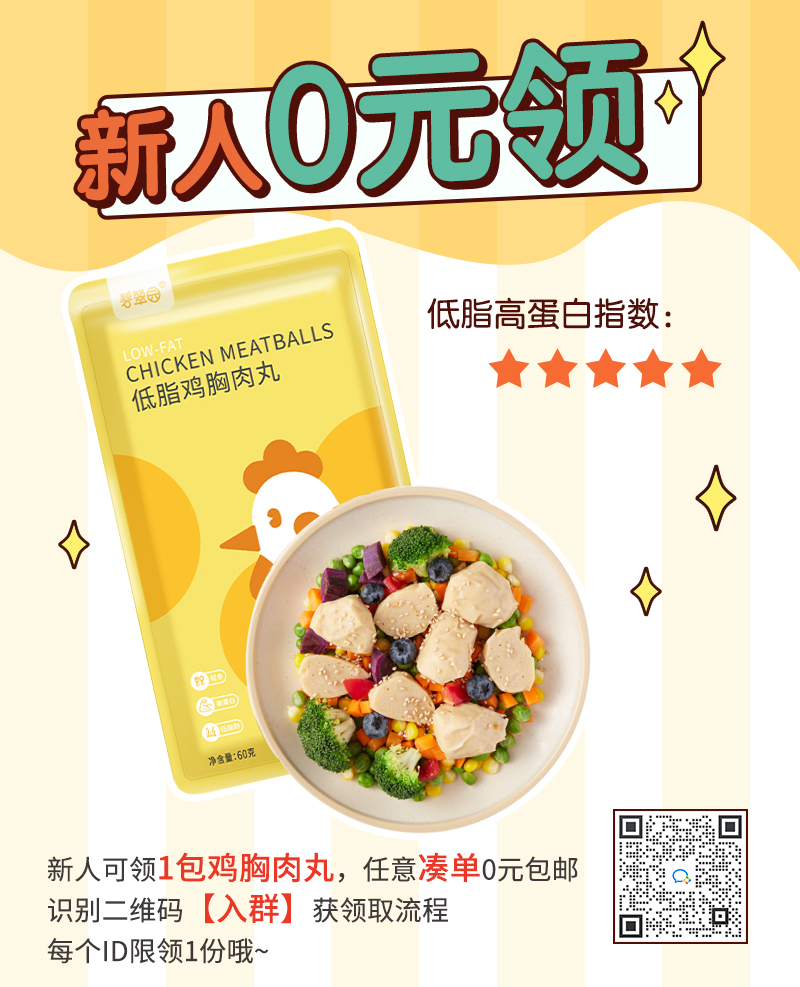 新人0元领
低脂高蛋白指数：
LOW-FAT
CHICKEN MEATBALLS
低脂鸡胸肉丸
净含量:60克
新人可领1包鸡胸肉丸，任意凑单0元包邮
识别二维码【入群】获领取流程
每个ID限领1份哦~